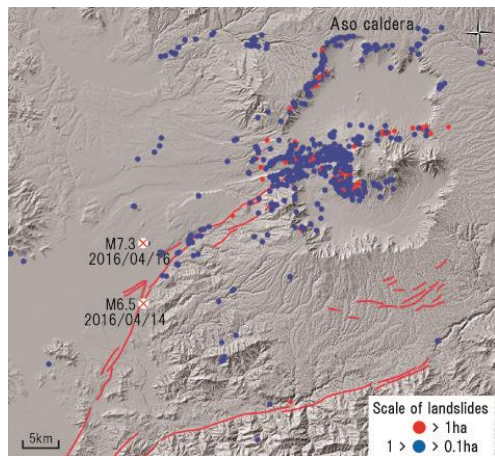 Aso caldera
M7.3
2016/04/16
M6.5
2016/04/14
5km
Scale of landslides
> 1ha
1 > > 0.1ha